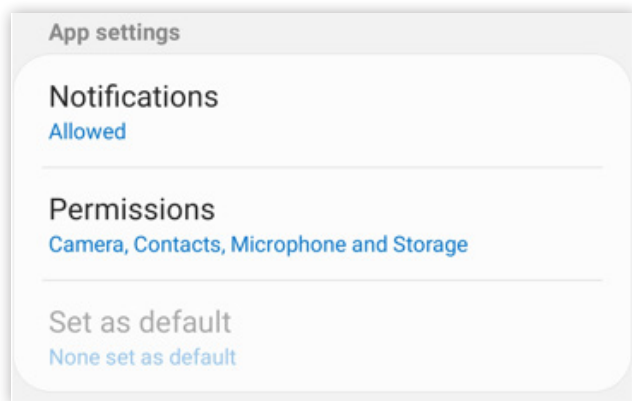 App settings
Notifications
Allowed
Permissions
Camera, Contacts, Microphone and Storage
Set as default
None set as default